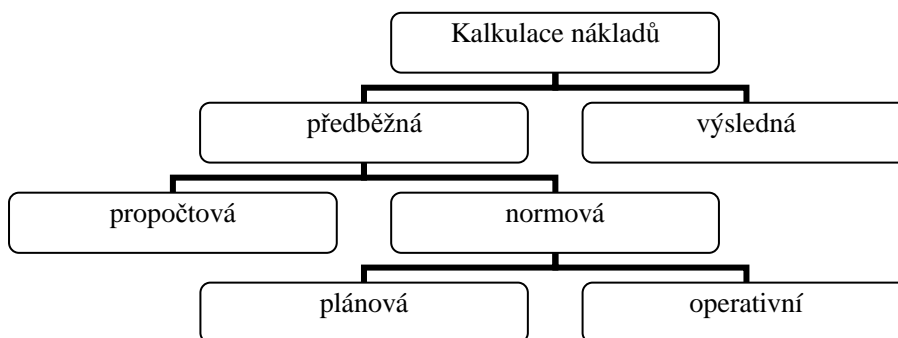 Kalkulace nákladů
předběžná
výsledná
propočtová
normová
plánová
operativní